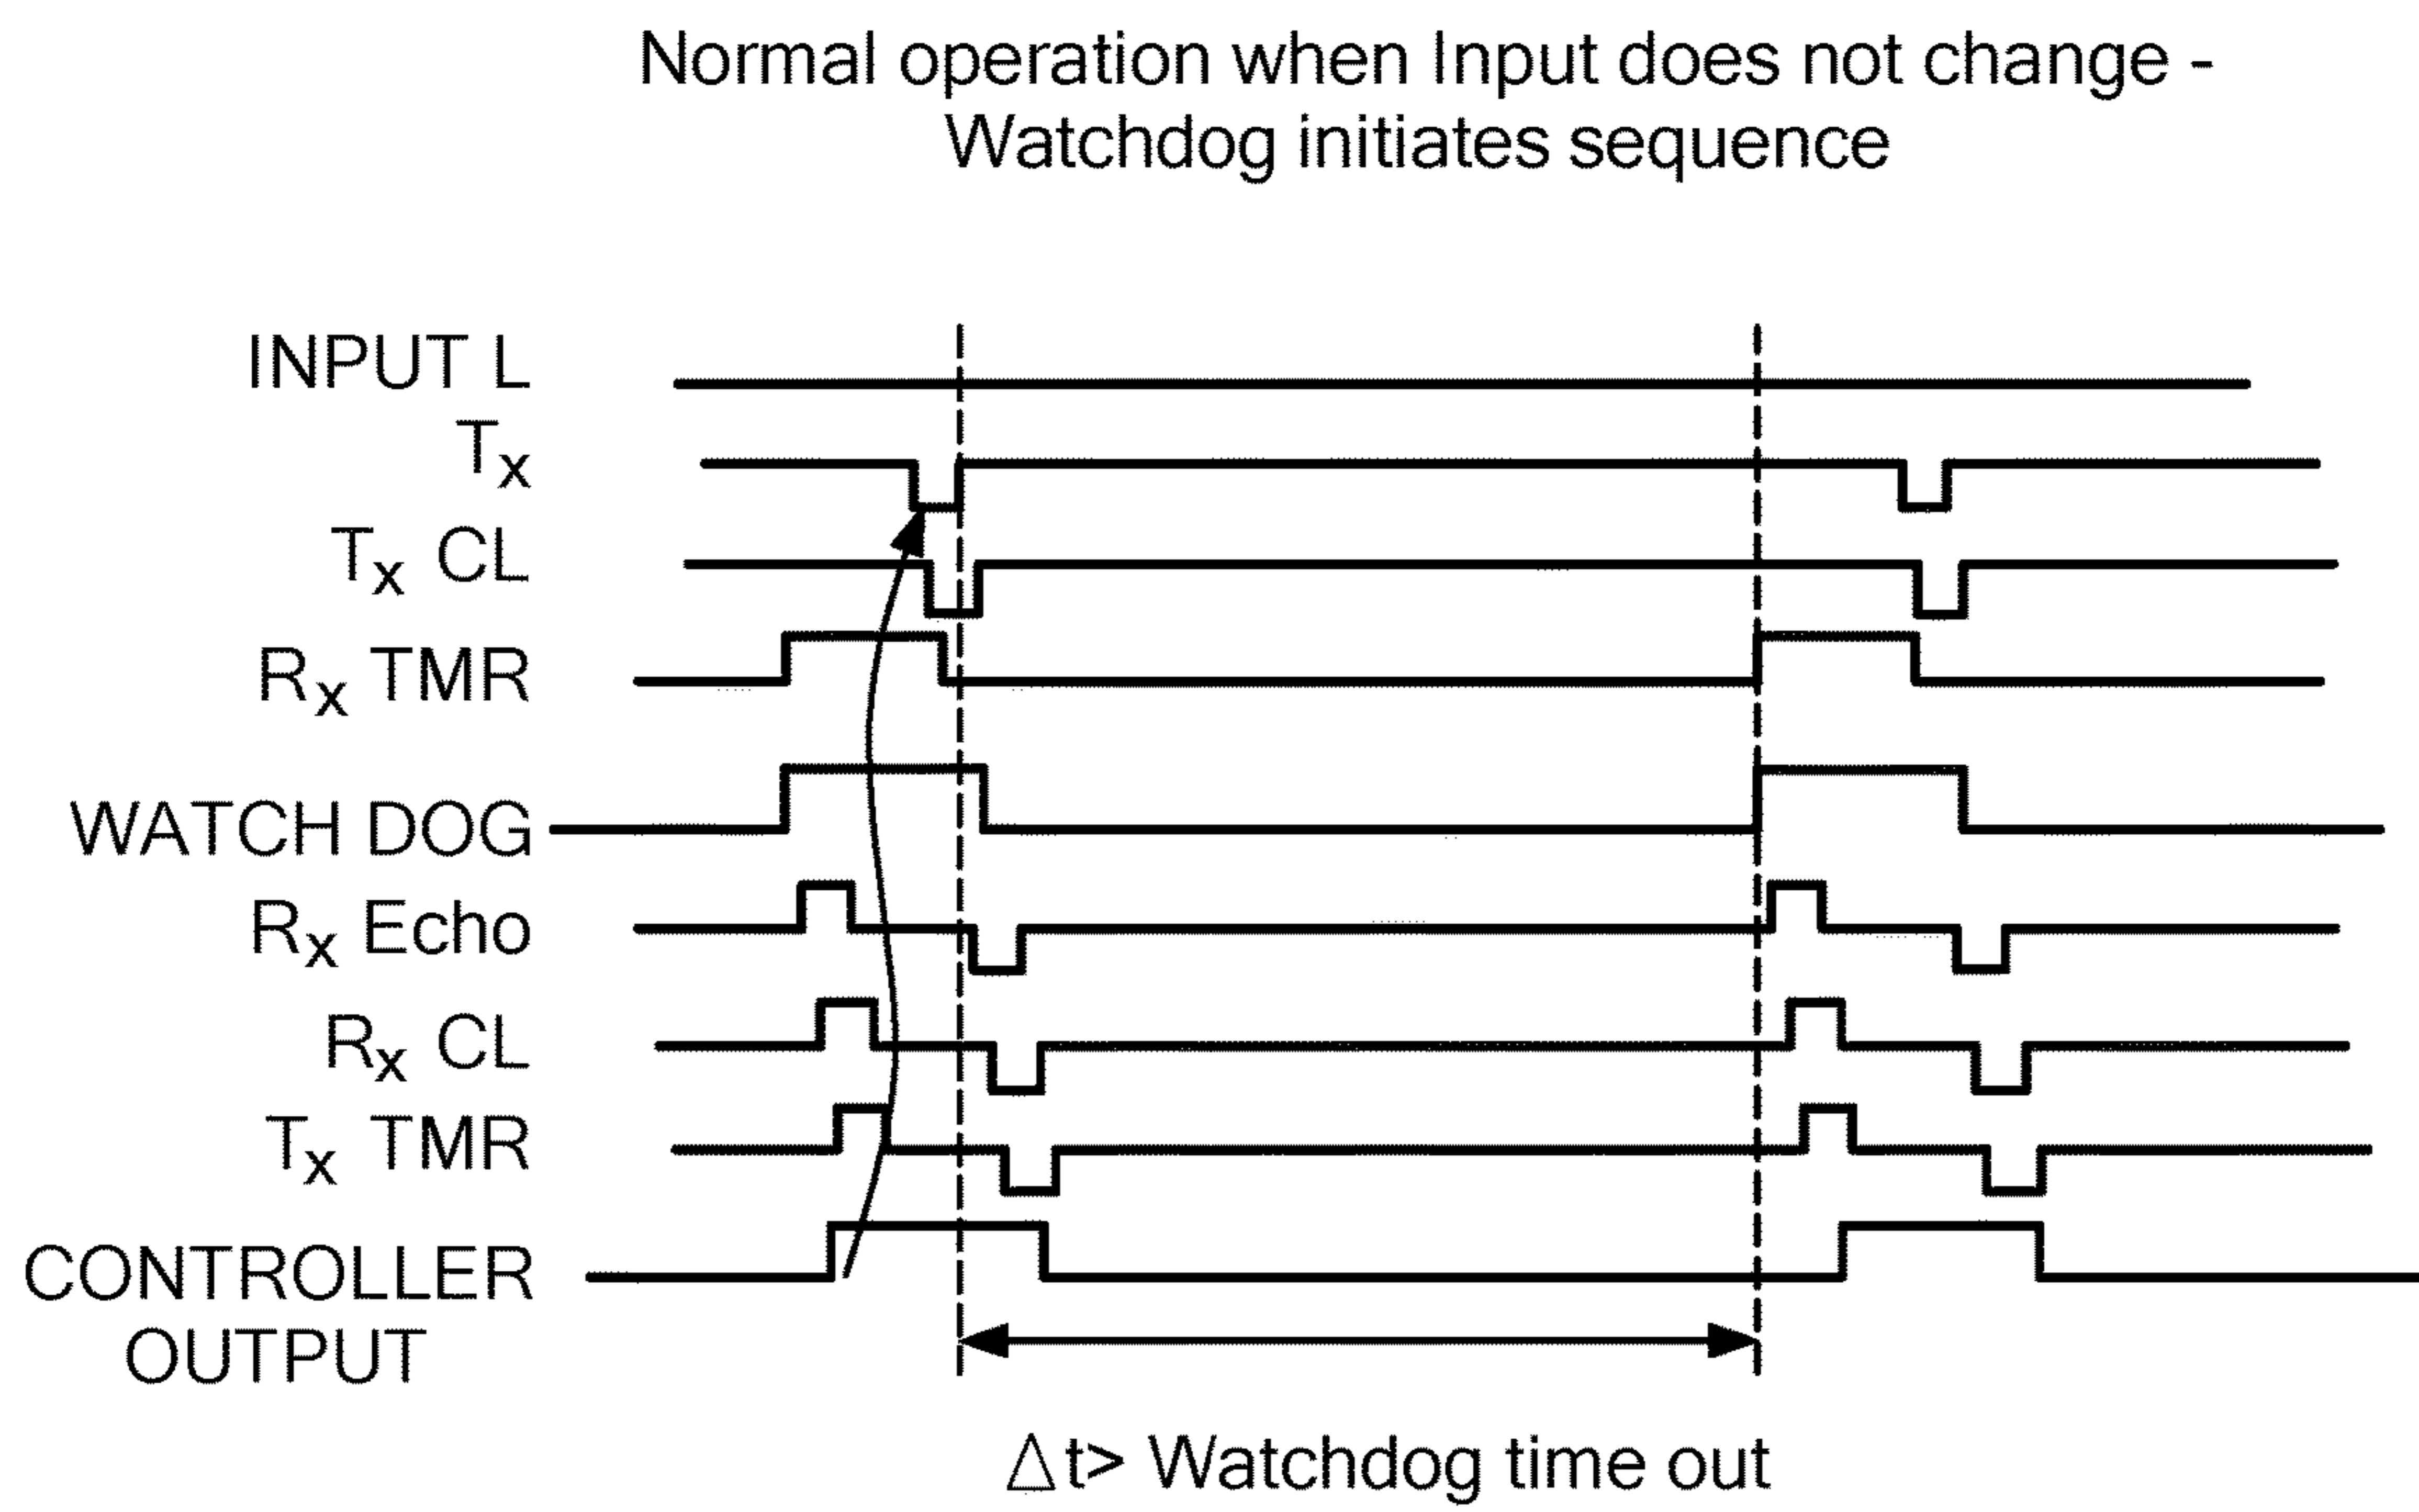 Normal operation when Input does not change -
Watchdog initiates sequence
INPUT L
Tx
Tx CL
Rx TMR
WATCH DOG
Rx Echo
Rx CL
Tx TMR
CONTROLLER
OUTPUT
Δt> Watchdog time out